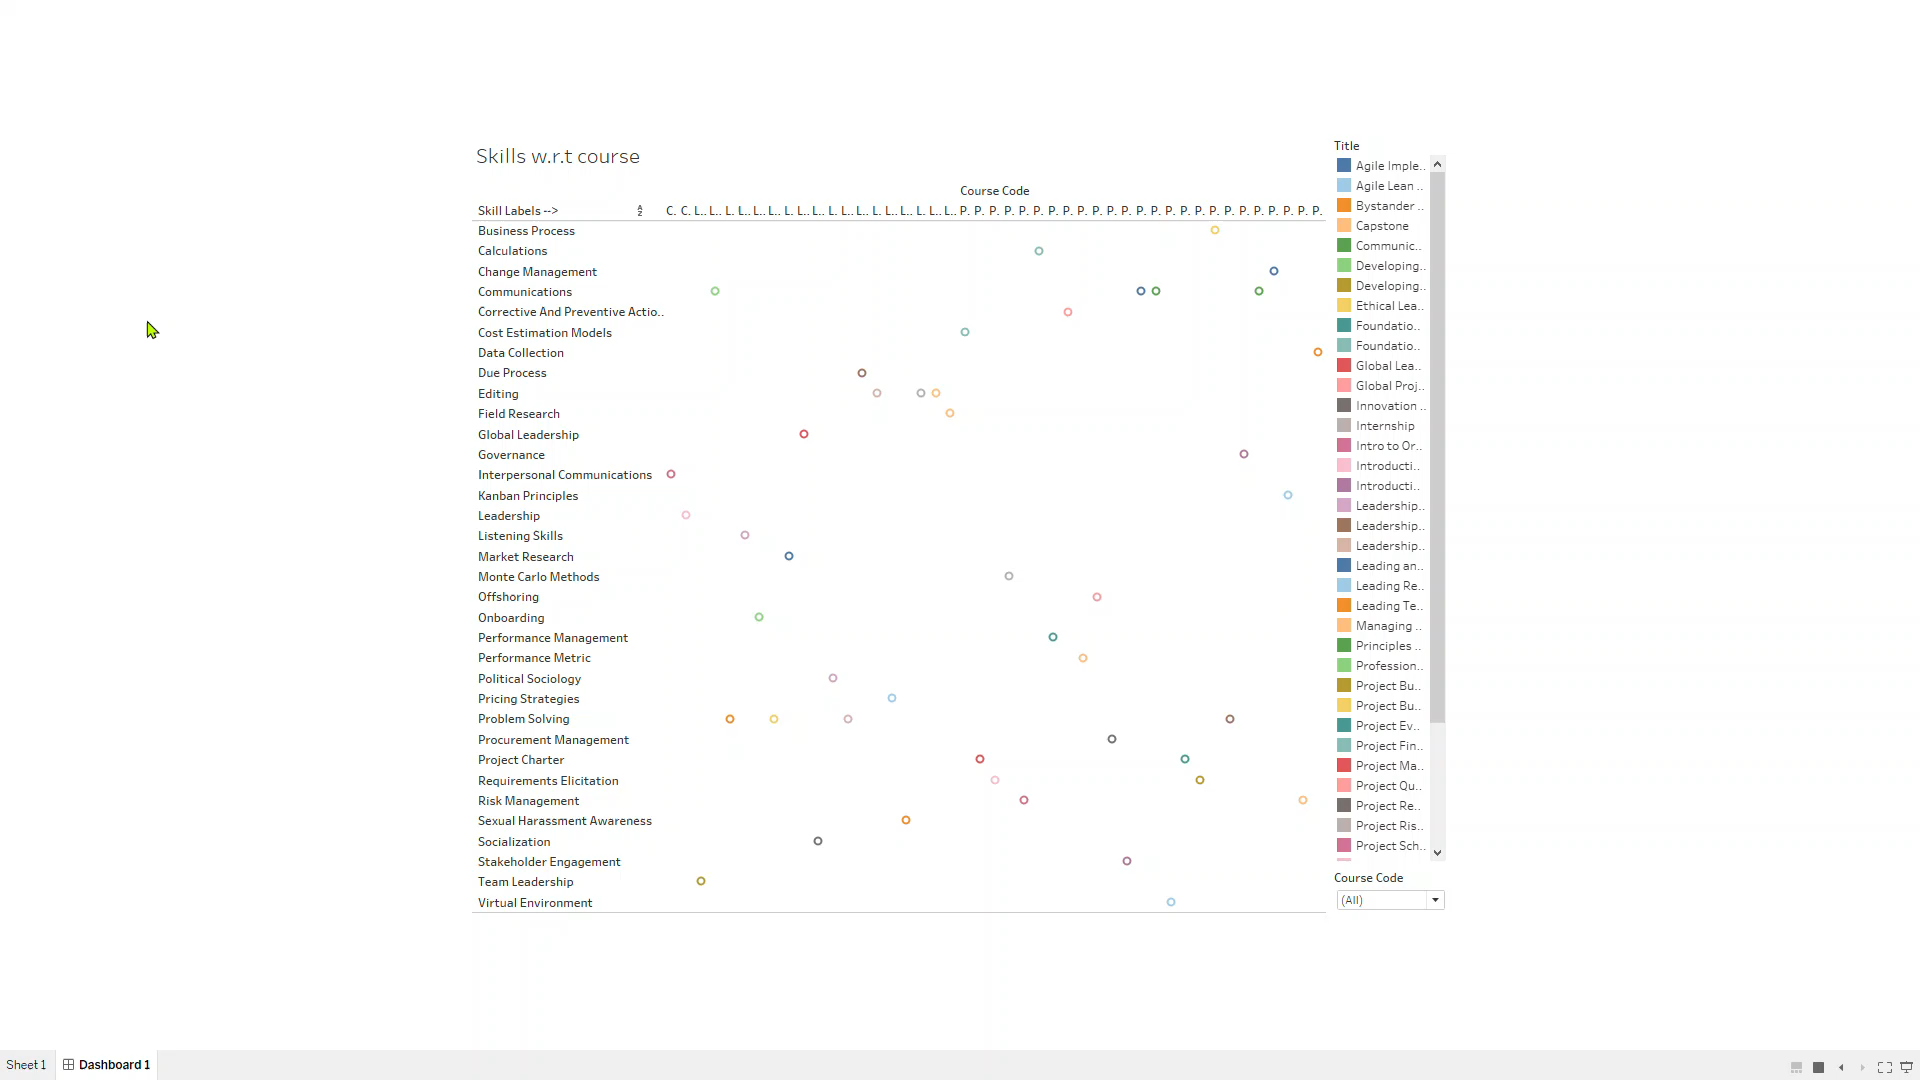 Skills w.r.t course
Course Code
Skill Labels -->
C. C. L.. L.. L. L.. L.. L.. L. L.. L.. L. L.. L.. L. L. L.. L. L.. L.. P. P. P. P. P. P. P. P. P. P. P. P. P. P. P. P. P. P. P. P. P. P. P. P. P.
Business Process
Calculations
Change Management
Communications
Corrective And Preventive Actio..
Cost Estimation Models
Data Collection
Due Process
Editing
Field Research
Global Leadership
Governance
Interpersonal Communications
Kanban Principles
Leadership
Listening Skills
Market Research
Monte Carlo Methods
Offshoring
Onboarding
Performance Management
Performance Metric
Political Sociology
Pricing Strategies
Problem Solving
Procurement Management
Project Charter
Requirements Elicitation
Risk Management
Sexual Harassment Awareness
Socialization
Stakeholder Engagement
Team Leadership
Virtual Environment
Title
Agile Imple..
Agile Lean ..
Bystander ..
Capstone
Communic..
Developing..
Developing..
Ethical Lea..
Foundatio..
Foundatio..
Global Lea..
Global Proj..
Innovation ..
Internship
Intro to Or..
Introducti..
Introducti..
Leadership..
Leadership..
Leadership..
Leading an..
Leading Re..
Leading Te..
Managing ..
Principles ..
Profession..
Project Bu..
Project Bu..
Project Ev..
Project Fin..
Project Ma..
Project Qu..
Project Re..
Project Ris..
Project Sch..
Course Code
(All)
Sheet 1
Dashboard 1